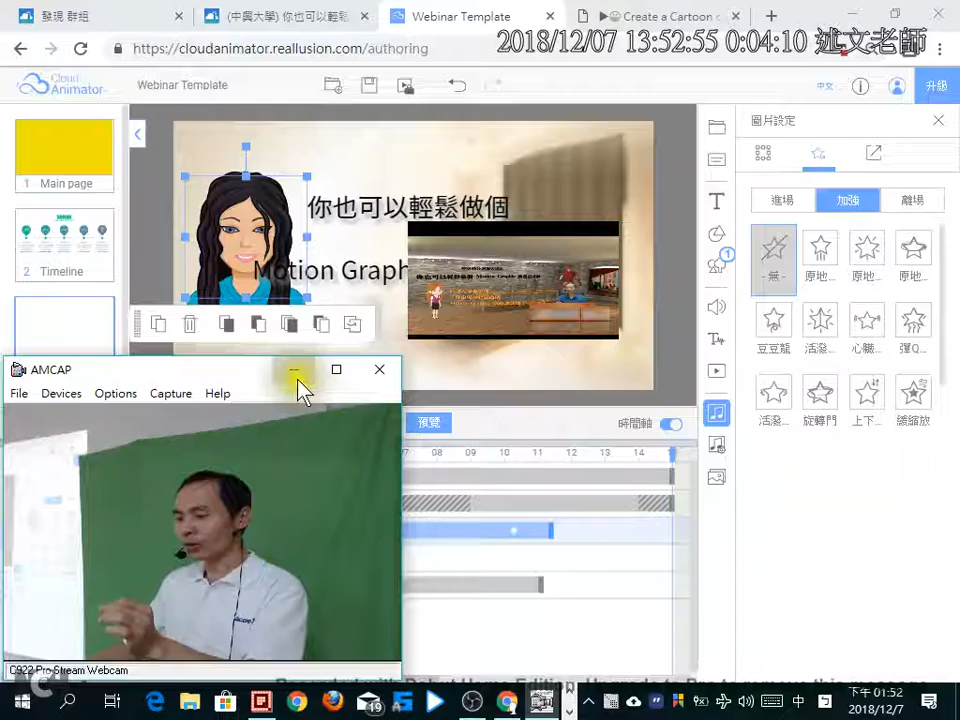 發現 群組
(中興大學) 你也可以輕鬆
Webinar Template
Create a Cartoon
https://cloudanimator.reallusion.com/authoring
2018/12/07 13:52:55 0:04:10 述文老師
Cloud Animator
Webinar Template
中文
升級
1 Main page
2 Timeline
你也可以輕鬆做個
Motion Graph
圖片設定
進場
加強
離場
- 無 -
原地...
原地...
原地...
豆豆龍
活潑...
心臟...
彈Q...
活潑...
旋轉門
上下...
縮放
1
預覽
時間軸
07 08 09 10 11 12 13 14
AMCAP
File Devices Options Capture Help
C922 Pro Stream Webcam
19
中
下午 01:52
2018/12/7